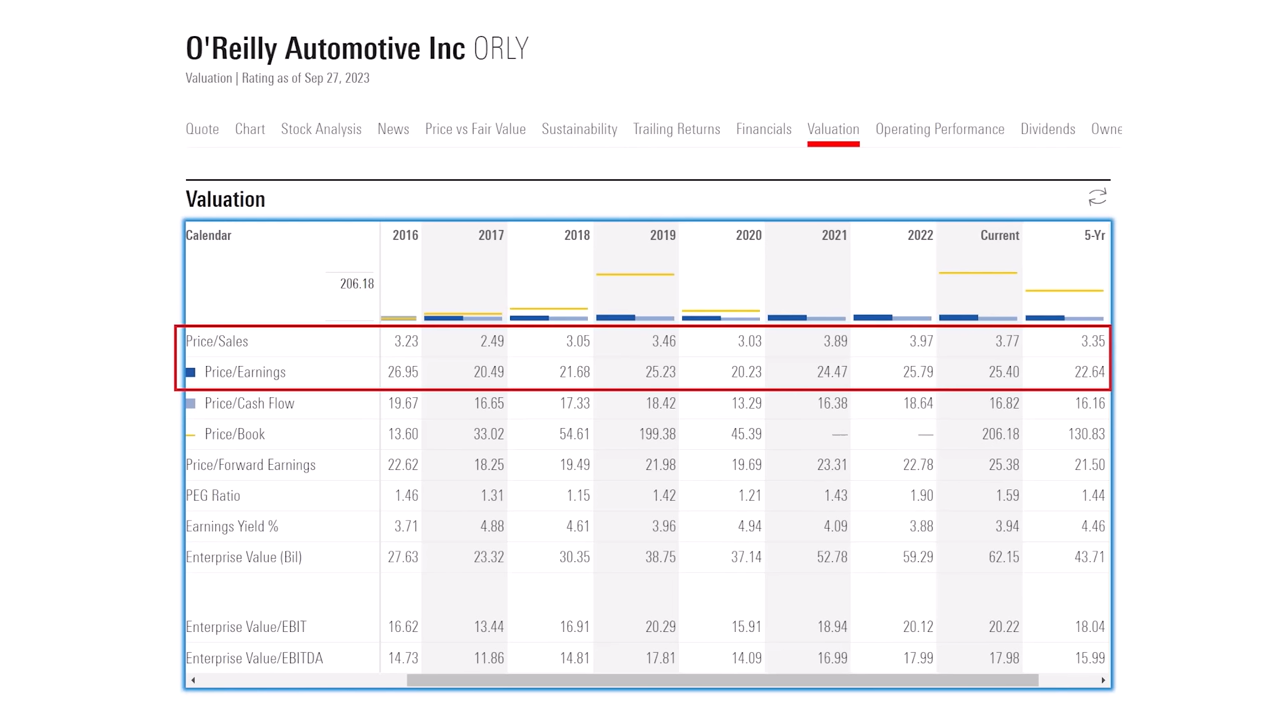 O'Reilly Automotive Inc ORLY
Valuation | Rating as of Sep 27, 2023
Quote Chart Stock Analysis News Price vs Fair Value Sustainability Trailing Returns Financials Valuation Operating Performance Dividends Owne
Valuation
Calendar 2016 2017 2018 2019 2020 2021 2022 Current 5-Yr
206.18
Price/Sales 3.23 2.49 3.05 3.46 3.03 3.89 3.97 3.77 3.35
Price/Earnings 26.95 20.49 21.68 25.23 20.23 24.47 25.79 25.40 22.64
Price/Cash Flow 19.67 16.65 17.33 18.42 13.29 16.38 18.64 16.82 16.16
Price/Book 13.60 33.02 54.61 199.38 45.39 — — 206.18 130.83
Price/Forward Earnings 22.62 18.25 19.49 21.98 19.69 23.31 22.78 25.38 21.50
PEG Ratio 1.46 1.31 1.15 1.42 1.21 1.43 1.90 1.59 1.44
Earnings Yield % 3.71 4.88 4.61 3.96 4.94 4.09 3.88 3.94 4.46
Enterprise Value (Bil) 27.63 23.32 30.35 38.75 37.14 52.78 59.29 62.15 43.71
Enterprise Value/EBIT 16.62 13.44 16.91 20.29 15.91 18.94 20.12 20.22 18.04
Enterprise Value/EBITDA 14.73 11.86 14.81 17.81 14.09 16.99 17.99 17.98 15.99